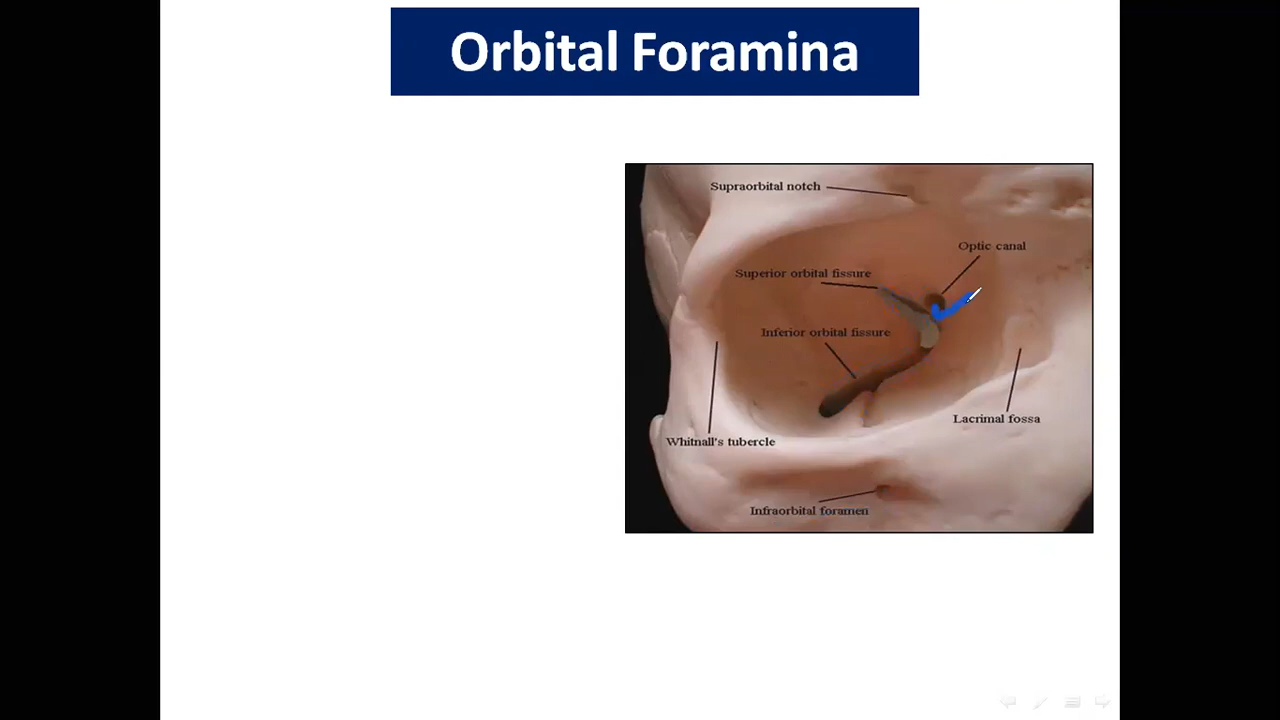 Orbital Foramina
Supraorbital notch
Optic canal
Superior orbital fissure
Inferior orbital fissure
Lacrimal fossa
Whitnall's tubercle
Infraorbital foramen